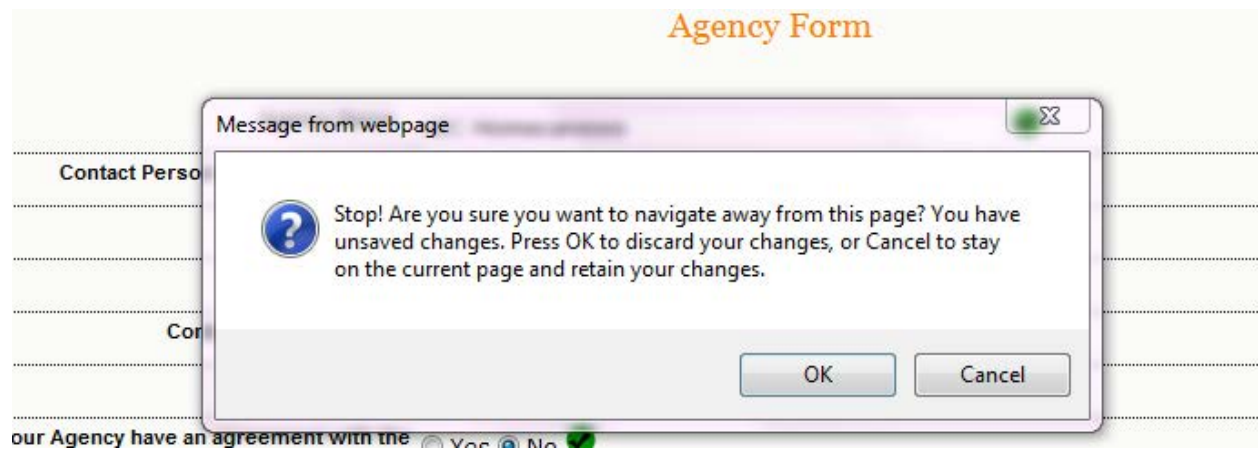 Agency Form
Message from webpage
Contact Perso
Stop! Are you sure you want to navigate away from this page? You have
unsaved changes. Press OK to discard your changes, or Cancel to stay
on the current page and retain your changes.
Cor
OK Cancel
our Agency have an agreement with the Yes No